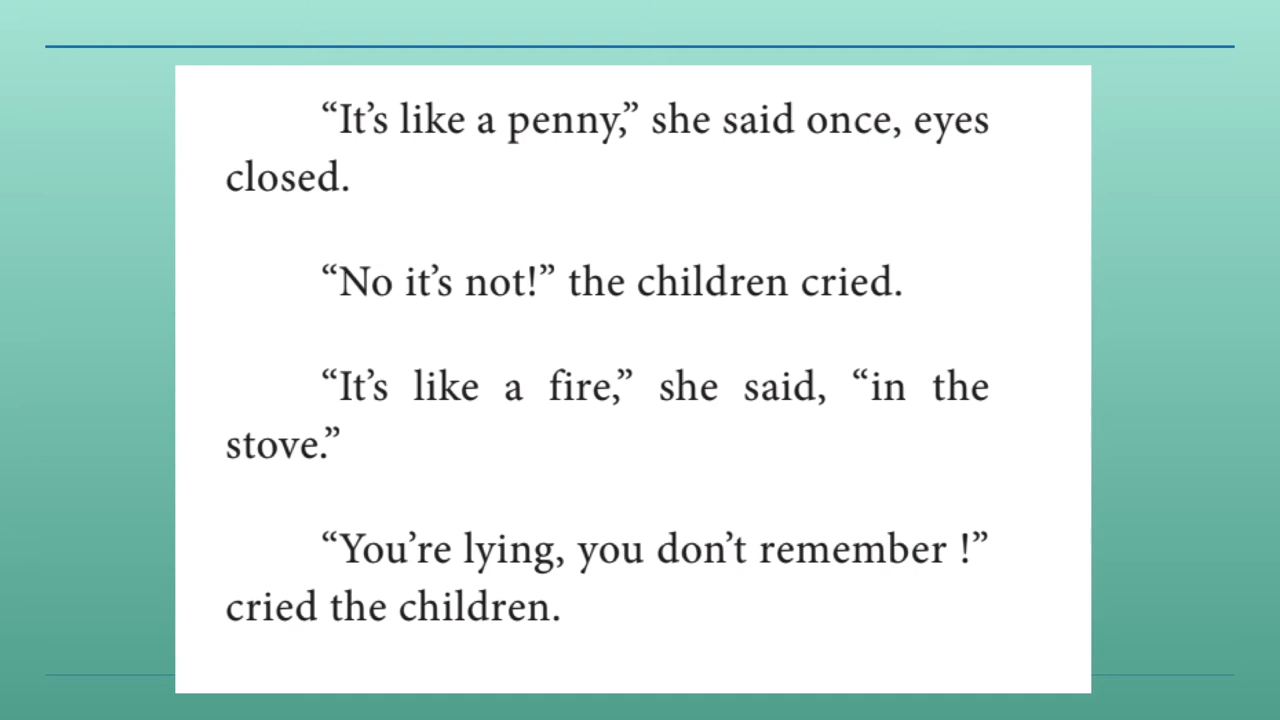 “It’s like a penny,” she said once, eyes
closed.
“No it’s not!” the children cried.
“It’s like a fire,” she said, “in the
stove.”
“You’re lying, you don’t remember !”
cried the children.